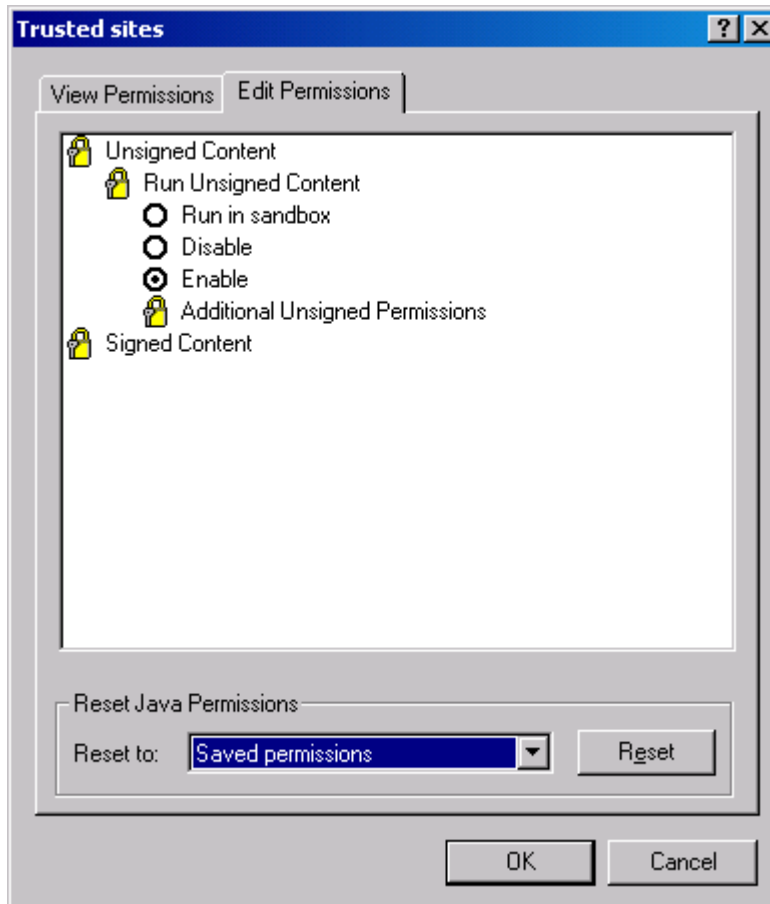 Trusted sites
View Permissions Edit Permissions
Unsigned Content
Run Unsigned Content
Run in sandbox
Disable
Enable
Additional Unsigned Permissions
Signed Content
Reset Java Permissions
Reset to: Saved permissions Reset
OK Cancel